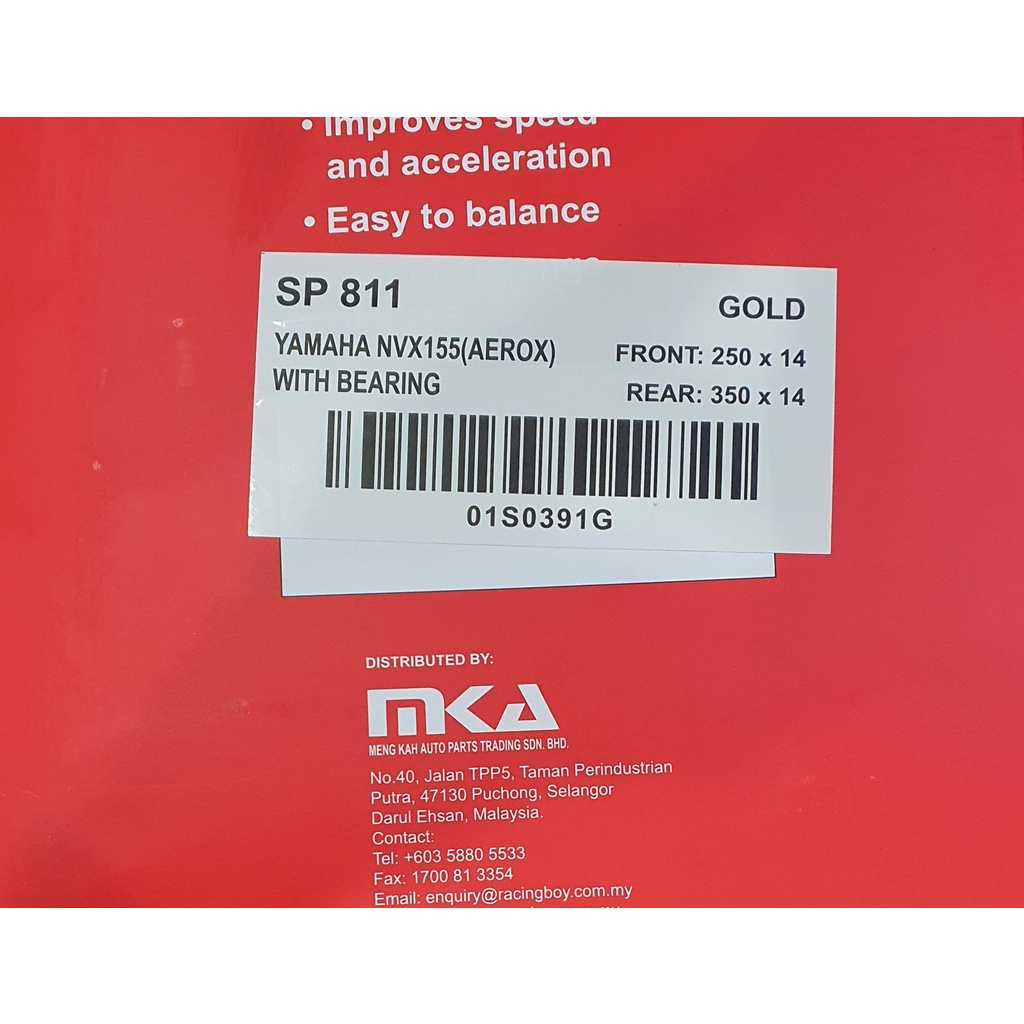 • Improves speed
and acceleration
• Easy to balance
SP 811
GOLD
YAMAHA NVX155(AEROX)
FRONT: 250 x 14
WITH BEARING
REAR: 350 x 14
01S0391G
DISTRIBUTED BY:
MKA
MENG KAH AUTO PARTS TRADING SDN. BHD.
No.40, Jalan TPP5, Taman Perindustrian
Putra, 47130 Puchong, Selangor
Darul Ehsan, Malaysia.
Contact:
Tel: +603 5880 5533
Fax: 1700 81 3354
Email: enquiry@racingboy.com.my